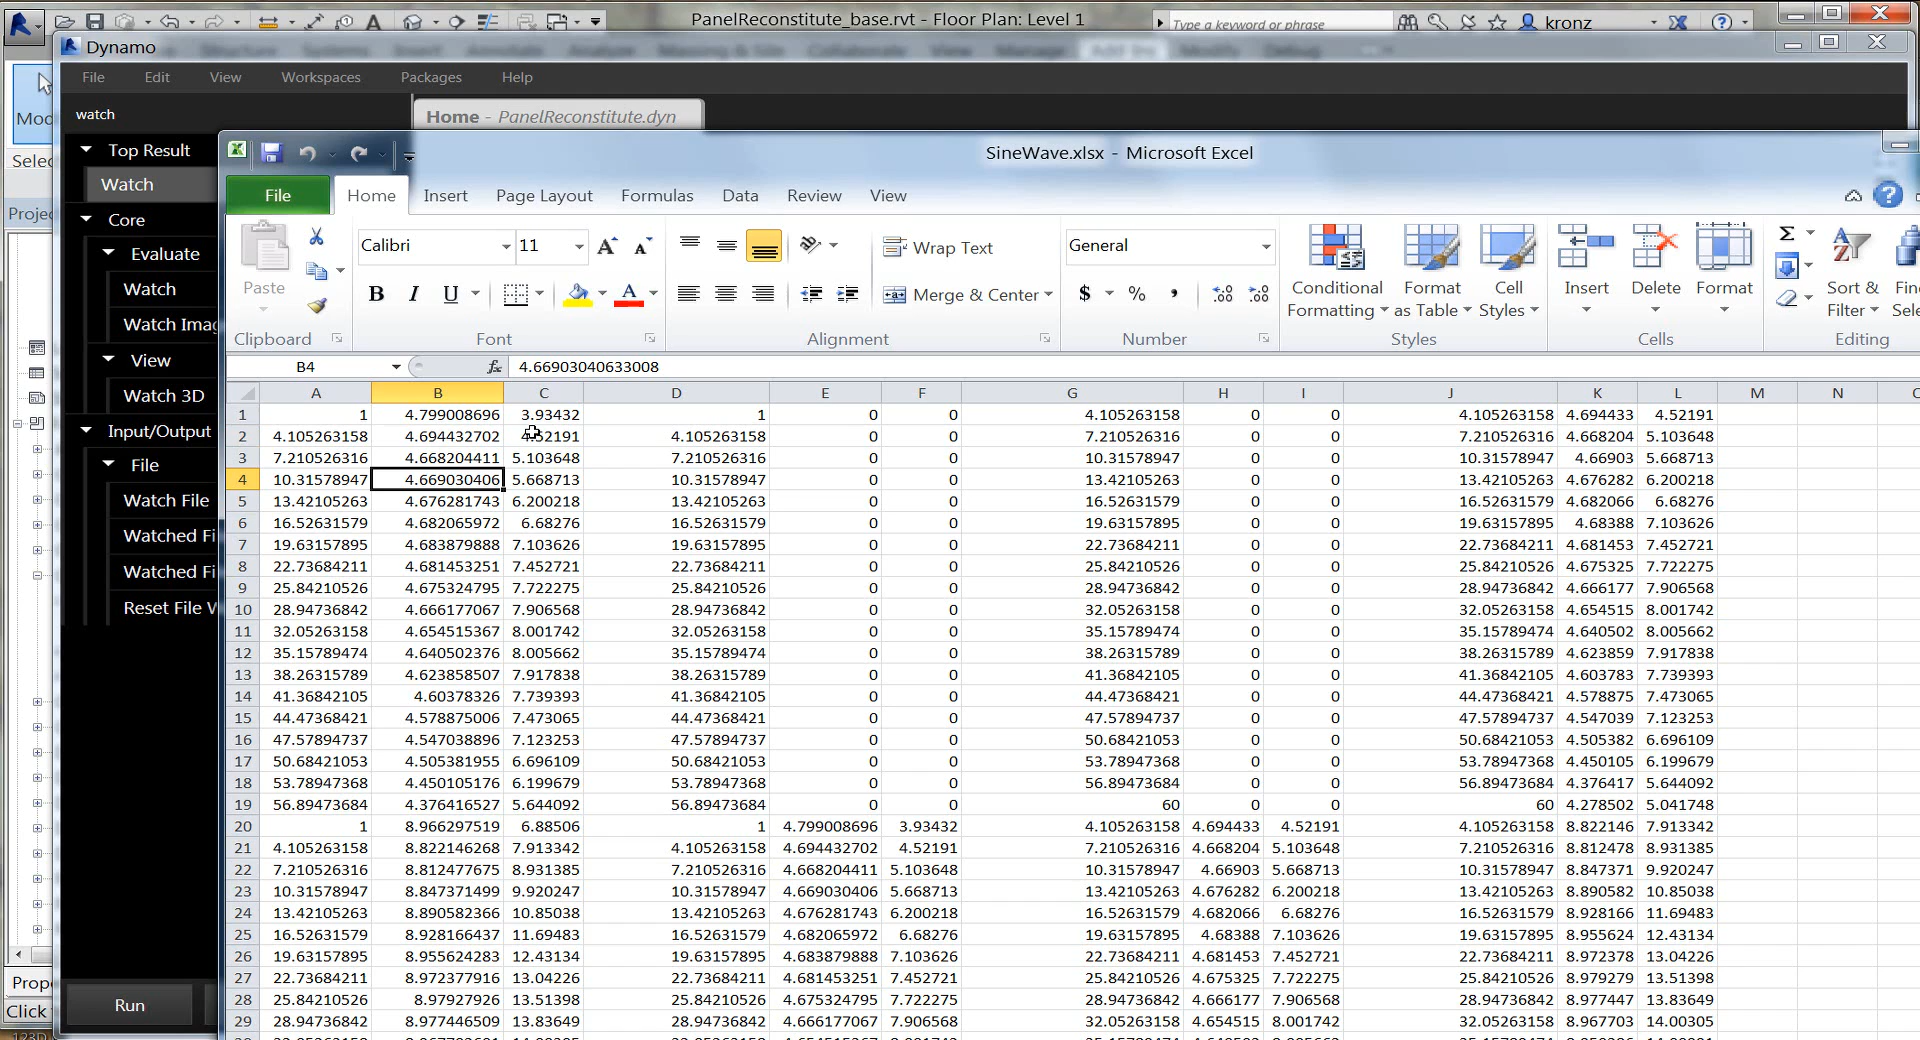 PanelReconstitute_base.rvt - Floor Plan: Level 1
Type a keyword or phrase
kronz
Dynamo
File Edit View Workspaces Packages Help
watch
Home - PanelReconstitute.dyn
Top Result
Watch
Core
Evaluate
Watch
Watch Imag
View
Watch 3D
Input/Output
File
Watch File
Watched Fi
Watched Fi
Reset File W
Run
SineWave.xlsx - Microsoft Excel
File Home Insert Page Layout Formulas Data Review View
Paste
Clipboard
Calibri 11
B I U
Font
Wrap Text
Merge & Center
Alignment
General
$ % ,
Number
Conditional Formatting
Format as Table
Cell Styles
Styles
Insert Delete Format
Cells
Σ
Sort & Filter
Editing
B4 fx 4.66903040633008
A B C D E F G H I J K L M N
1 1 4.799008696 3.93432 1 0 0 4.105263158 0 0 4.105263158 4.694433 4.52191
2 4.105263158 4.694432702 4.52191 4.105263158 0 0 7.210526316 0 0 7.210526316 4.668204 5.103648
3 7.210526316 4.668204411 5.103648 7.210526316 0 0 10.31578947 0 0 10.31578947 4.66903 5.668713
4 10.31578947 4.669030406 5.668713 10.31578947 0 0 13.42105263 0 0 13.42105263 4.676282 6.200218
5 13.42105263 4.676281743 6.200218 13.42105263 0 0 16.52631579 0 0 16.52631579 4.682066 6.68276
6 16.52631579 4.682065972 6.68276 16.52631579 0 0 19.63157895 0 0 19.63157895 4.68388 7.103626
7 19.63157895 4.683879888 7.103626 19.63157895 0 0 22.73684211 0 0 22.73684211 4.681453 7.452721
8 22.73684211 4.681453251 7.452721 22.73684211 0 0 25.84210526 0 0 25.84210526 4.675325 7.722275
9 25.84210526 4.675324795 7.722275 25.84210526 0 0 28.94736842 0 0 28.94736842 4.666177 7.906568
10 28.94736842 4.666177067 7.906568 28.94736842 0 0 32.05263158 0 0 32.05263158 4.654515 8.001742
11 32.05263158 4.654515367 8.001742 32.05263158 0 0 35.15789474 0 0 35.15789474 4.640502 8.005662
12 35.15789474 4.640502376 8.005662 35.15789474 0 0 38.26315789 0 0 38.26315789 4.623859 7.917838
13 38.26315789 4.623858507 7.917838 38.26315789 0 0 41.36842105 0 0 41.36842105 4.603783 7.739393
14 41.36842105 4.60378326 7.739393 41.36842105 0 0 44.47368421 0 0 44.47368421 4.578875 7.473065
15 44.47368421 4.578875006 7.473065 44.47368421 0 0 47.57894737 0 0 47.57894737 4.547039 7.123253
16 47.57894737 4.547038896 7.123253 47.57894737 0 0 50.68421053 0 0 50.68421053 4.505382 6.696109
17 50.68421053 4.505381955 6.696109 50.68421053 0 0 53.78947368 0 0 53.78947368 4.450105 6.199679
18 53.78947368 4.450105176 6.199679 53.78947368 0 0 56.89473684 0 0 56.89473684 4.376417 5.644092
19 56.89473684 4.376416527 5.644092 56.89473684 0 0 60 0 0 60 4.278502 5.041748
20 1 8.966297519 6.88506 1 4.799008696 3.93432 4.105263158 4.694433 4.52191 4.105263158 8.822146 7.913342
21 4.105263158 8.822146268 7.913342 4.105263158 4.694432702 4.52191 7.210526316 4.668204 5.103648 7.210526316 8.812478 8.931385
22 7.210526316 8.812477675 8.931385 7.210526316 4.668204411 5.103648 10.31578947 4.66903 5.668713 10.31578947 8.847371 9.920247
23 10.31578947 8.847371499 9.920247 10.31578947 4.669030406 5.668713 13.42105263 4.676282 6.200218 13.42105263 8.890582 10.85038
24 13.42105263 8.890582366 10.85038 13.42105263 4.676281743 6.200218 16.52631579 4.682066 6.68276 16.52631579 8.928166 11.69483
25 16.52631579 8.928166437 11.69483 16.52631579 4.682065972 6.68276 19.63157895 4.68388 7.103626 19.63157895 8.955624 12.43134
26 19.63157895 8.955624283 12.43134 19.63157895 4.683879888 7.103626 22.73684211 4.681453 7.452721 22.73684211 8.972378 13.04226
27 22.73684211 8.972377916 13.04226 22.73684211 4.681453251 7.452721 25.84210526 4.675325 7.722275 25.84210526 8.979279 13.51398
28 25.84210526 8.97927926 13.51398 25.84210526 4.675324795 7.722275 28.94736842 4.666177 7.906568 28.94736842 8.977447 13.83649
29 28.94736842 8.977446509 13.83649 28.94736842 4.666177067 7.906568 32.05263158 4.654515 8.001742 32.05263158 8.967703 14.00305